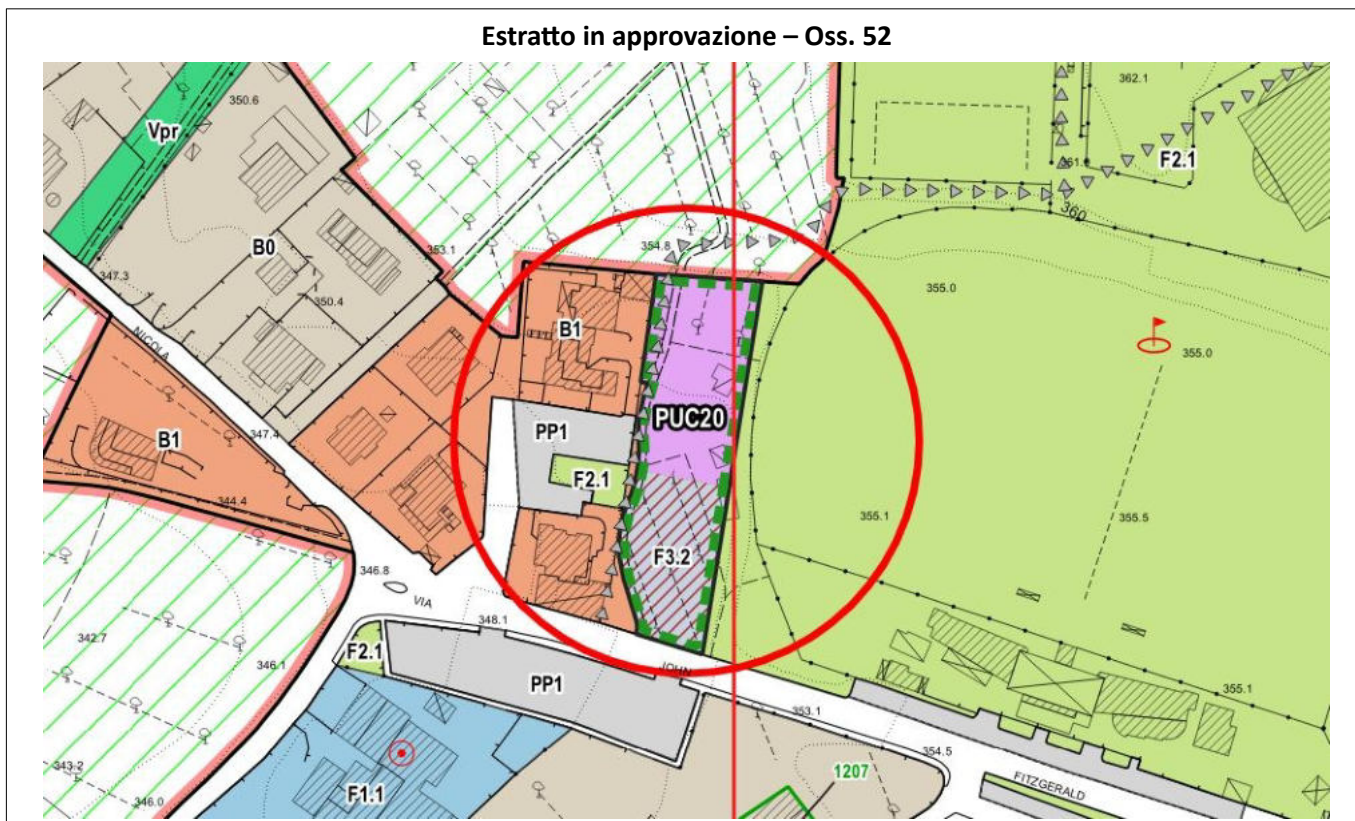 Estratto in approvazione – Oss. 52
362.1
350.6
Vpr
F2.1
361.6
360
353.1
354.8
B0
347.3
350.4
355.0
355.0
NICOLA
B1
PUC20
347.4
B1
PP1
F2.1
344.4
355.1
355.5
F3.2
346.8
VIA
348.1
342.7
346.1
F2.1
JOHN
PP1
355.1
353.1
354.5
343.2
1207
FITZGERALD
346.0
F1.1